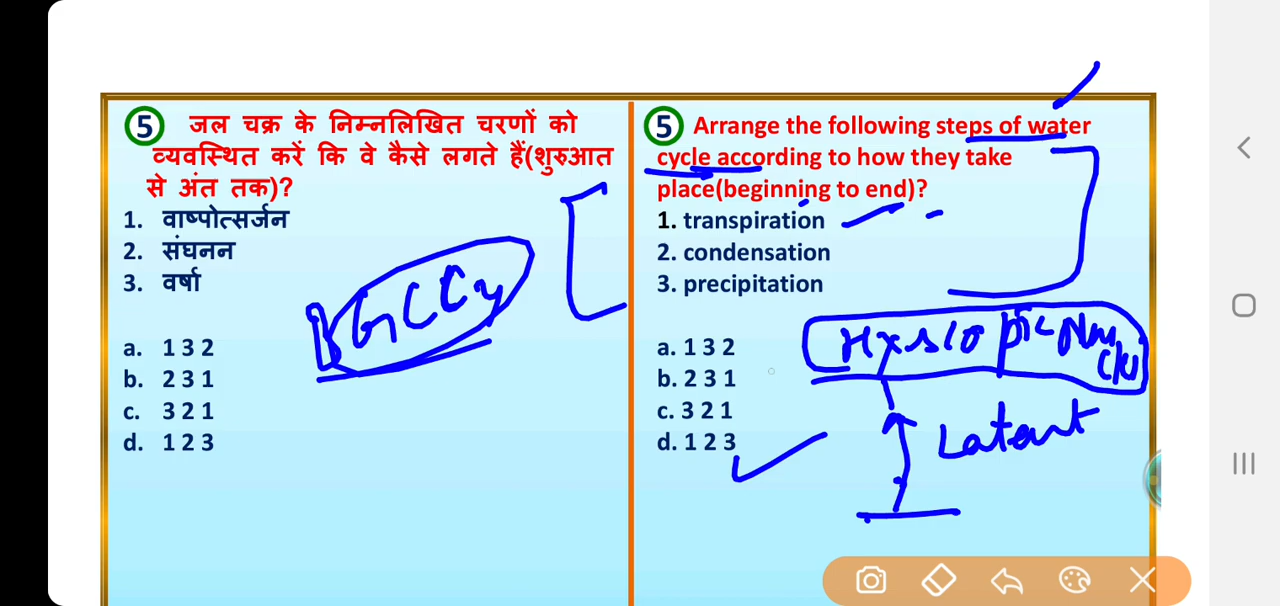 5 जल चक्र के निम्नलिखित चरणों को
व्यवस्थित करें कि वे कैसे लगते हैं(शुरुआत
से अंत तक)?
1. वाष्पोत्सर्जन
2. संघनन
3. वर्षा
a. 1 3 2
b. 2 3 1
c. 3 2 1
d. 1 2 3
5 Arrange the following steps of water
cycle according to how they take
place(beginning to end)?
1. transpiration
2. condensation
3. precipitation
a. 1 3 2
b. 2 3 1
c. 3 2 1
d. 1 2 3
Latent